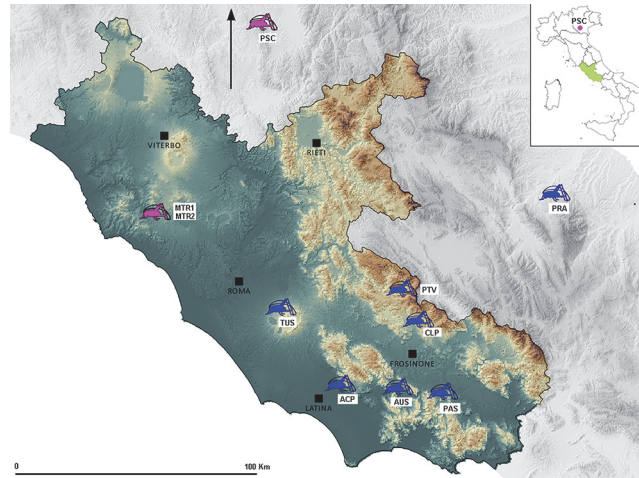 PSC
PSC
VITERBO
RIETI
MTR1
MTR2
PRA
ROMA
PTV
TUS
CLP
FROSINONE
ACP
AUS
PAS
LATINA
0
100 Km